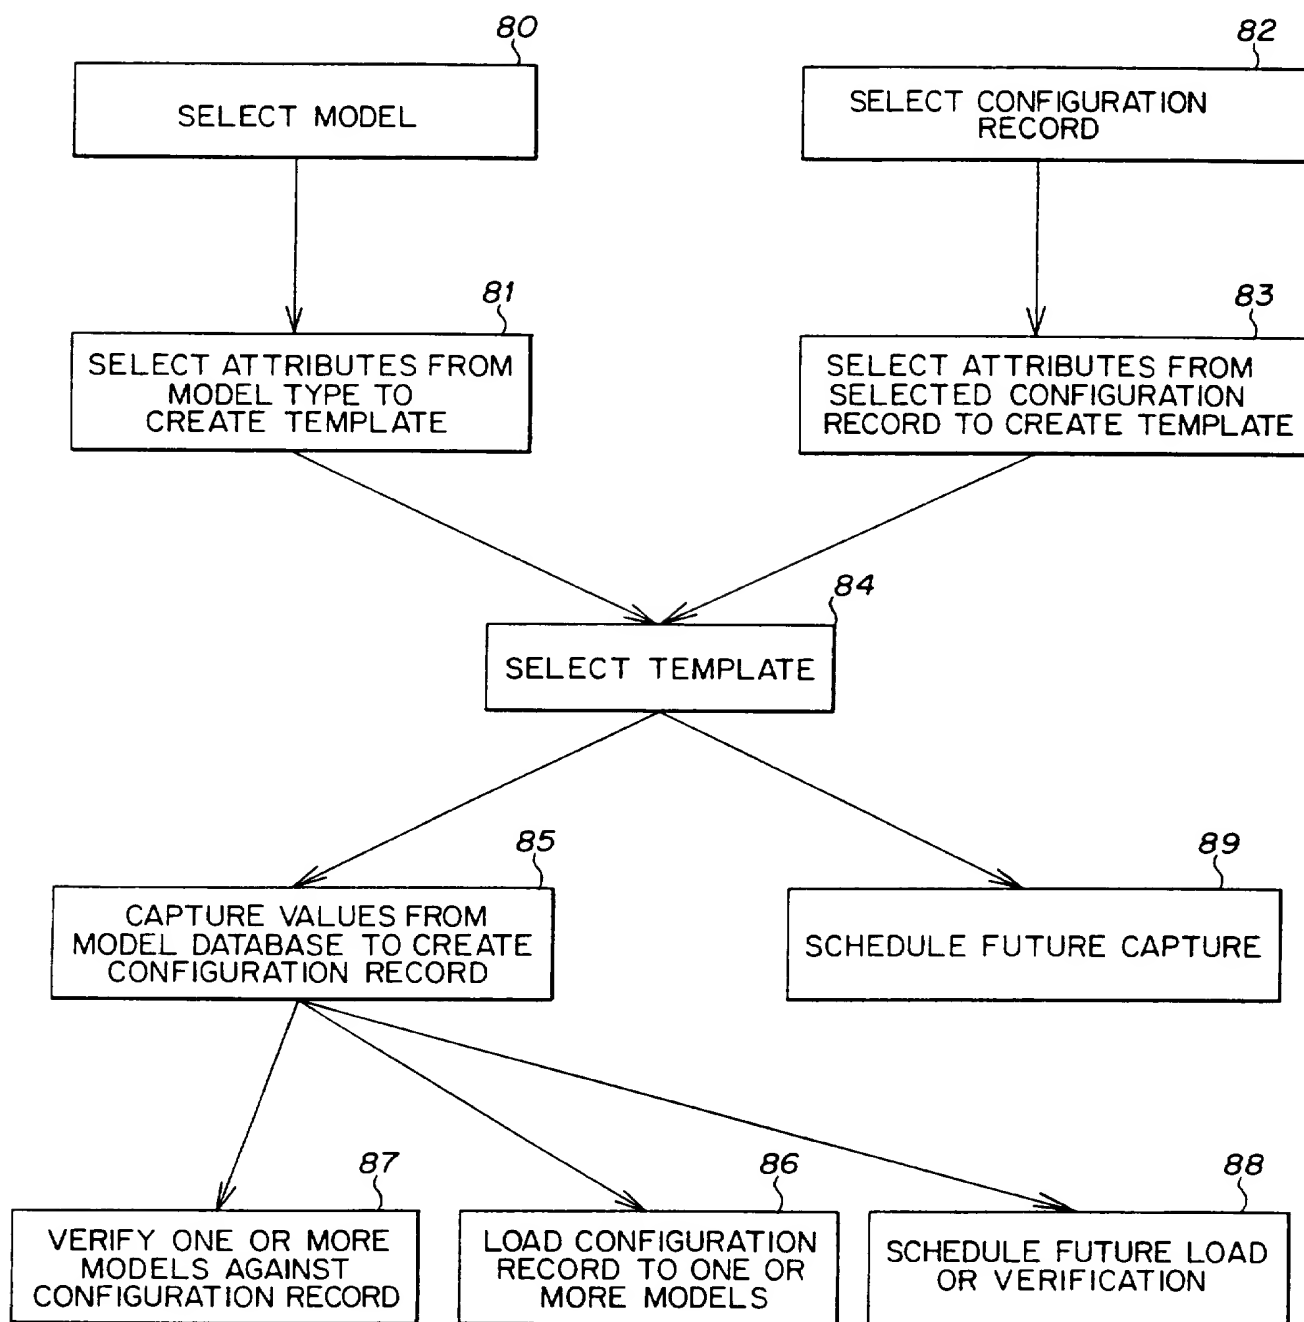 80
SELECT MODEL
82
SELECT CONFIGURATION
RECORD
81
SELECT ATTRIBUTES FROM
MODEL TYPE TO
CREATE TEMPLATE
83
SELECT ATTRIBUTES FROM
SELECTED CONFIGURATION
RECORD TO CREATE TEMPLATE
84
SELECT TEMPLATE
85
CAPTURE VALUES FROM
MODEL DATABASE TO CREATE
CONFIGURATION RECORD
89
SCHEDULE FUTURE CAPTURE
87
VERIFY ONE OR MORE
MODELS AGAINST
CONFIGURATION RECORD
86
LOAD CONFIGURATION
RECORD TO ONE OR
MORE MODELS
88
SCHEDULE FUTURE LOAD
OR VERIFICATION